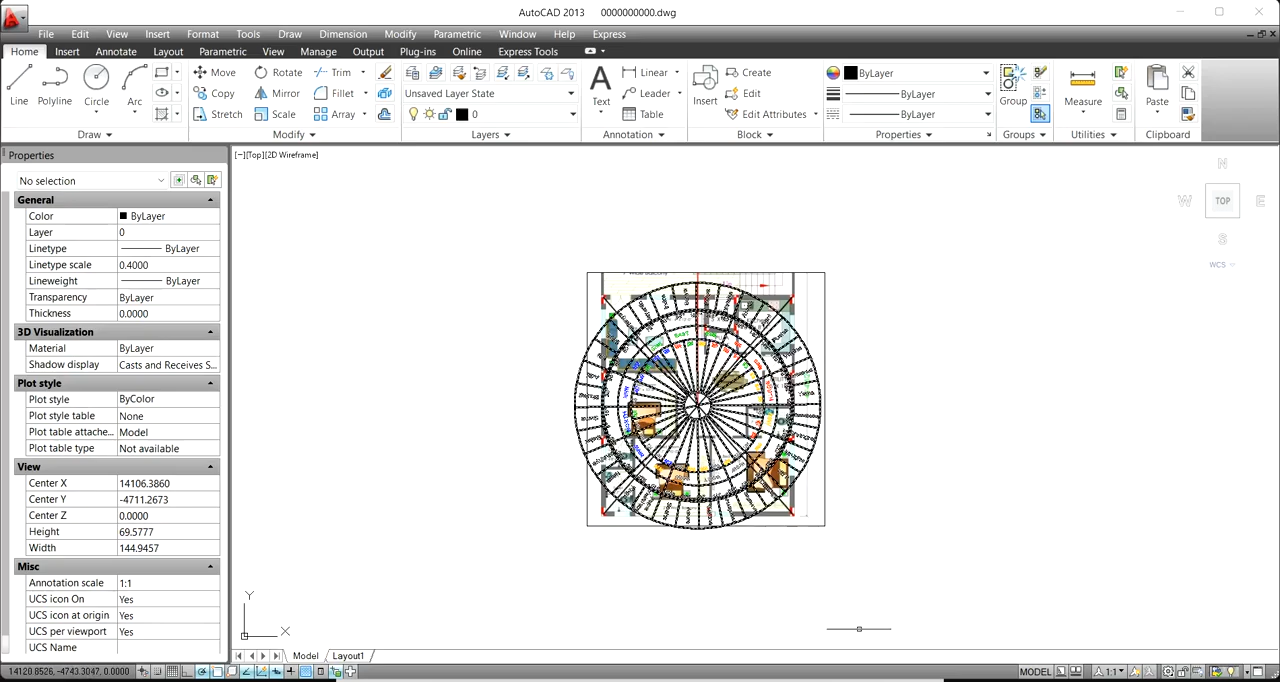 AutoCAD 2013 0000000000.dwg
File Edit View Insert Format Tools Draw Dimension Modify Parametric Window Help Express
Home Insert Annotate Layout Parametric View Manage Output Plug-ins Online Express Tools
Line Polyline Circle Arc
Move Rotate Trim
Copy Mirror Fillet
Stretch Scale Array
Unsaved Layer State
0
Text
Linear
Leader
Table
Insert
Create
Edit
Edit Attributes
ByLayer
ByLayer
ByLayer
Group
Measure
Paste
Draw Modify Layers Annotation Block Properties Groups Utilities Clipboard
Properties
No selection
General
Color ByLayer
Layer 0
Linetype ByLayer
Linetype scale 0.4000
Lineweight ByLayer
Transparency ByLayer
Thickness 0.0000
3D Visualization
Material ByLayer
Shadow display Casts and Receives S...
Plot style
Plot style ByColor
Plot style table None
Plot table attache... Model
Plot table type Not available
View
Center X 14106.3860
Center Y -4711.2673
Center Z 0.0000
Height 69.5777
Width 144.9457
Misc
Annotation scale 1:1
UCS icon On Yes
UCS icon at origin Yes
UCS per viewport Yes
UCS Name
[−][Top][2D Wireframe]
N
W TOP E
S
WCS
Y
X
Model Layout1
14120.8526, -4743.3047, 0.0000
MODEL 1:1